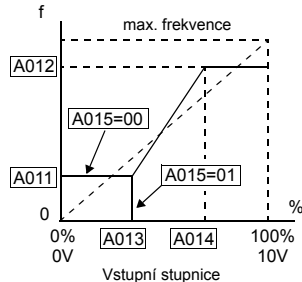 f
max. frekvence
A012
A015=00
A011
A015=01
0
%
0% A013 A014 100%
0V 10V
Vstupní stupnice